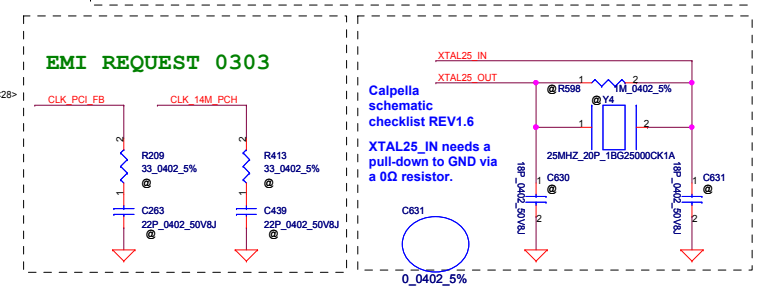 EMI REQUEST 0303
<28>
CLK_PCI_FB
CLK_14M_PCH
2
R209
33_0402_5%
@
1
C263
22P_0402_50V8J
@
2
R413
33_0402_5%
@
1
C439
22P_0402_50V8J
@
XTAL25_IN
XTAL25_OUT
Calpella
schematic
checklist REV1.6
XTAL25_IN needs a
pull-down to GND via
a 0Ω resistor.
@ R598
1
2
1M_0402_5%
@ Y4
1
2
25MHZ_20P_1BG25000CK1A
18P_0402_50V8J
1
C630
@
2
18P_0402_50V8J
1
C631
@
2
C631
0_0402_5%